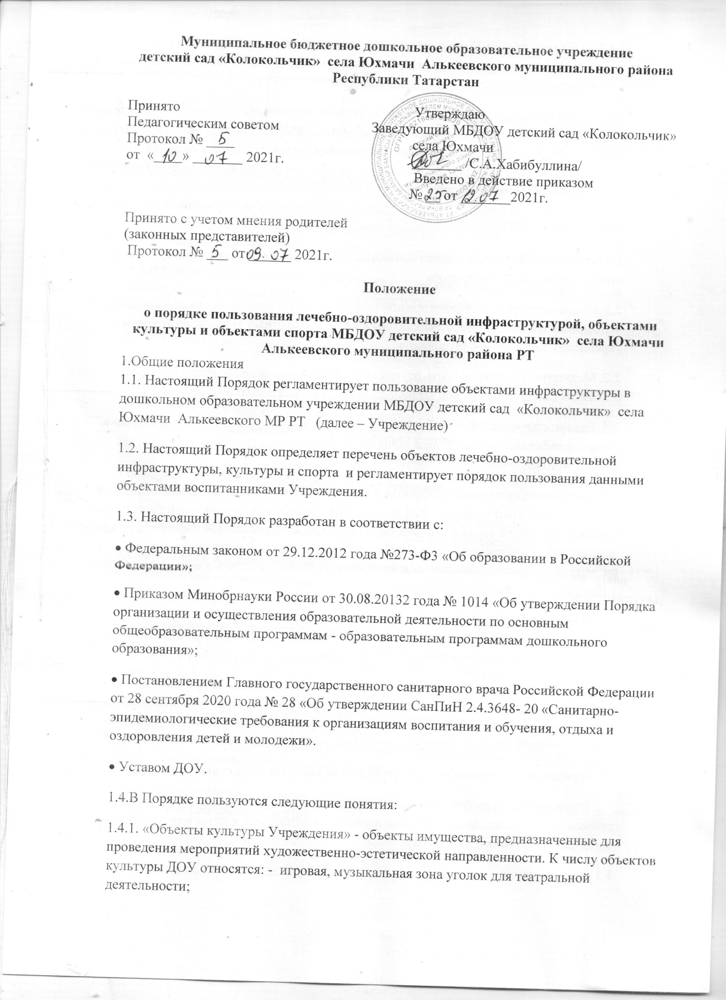 Муниципальное бюджетное дошкольное образовательное учреждение
детский сад «Колокольчик» села Юхмачи Алькеевского муниципального района
Республики Татарстан
Принято
Педагогическим советом
Протокол № 5
от «10» 07 2021г.
Утверждаю
Заведующий МБДОУ детский сад «Колокольчик»
села Юхмачи
/С.А.Хабибуллина/
Введено в действие приказом
№ 25 от 12.07 2021г.
Принято с учетом мнения родителей
(законных представителей)
Протокол № 5 от 09.07 2021г.
Положение
о порядке пользования лечебно-оздоровительной инфраструктурой, объектами
культуры и объектами спорта МБДОУ детский сад «Колокольчик» села Юхмачи
Алькеевского муниципального района РТ
1.Общие положения
1.1. Настоящий Порядок регламентирует пользование объектами инфраструктуры в
дошкольном образовательном учреждении МБДОУ детский сад «Колокольчик» села
Юхмачи Алькеевского МР РТ (далее – Учреждение)
1.2. Настоящий Порядок определяет перечень объектов лечебно-оздоровительной
инфраструктуры, культуры и спорта и регламентирует порядок пользования данными
объектами воспитанниками Учреждения.
1.3. Настоящий Порядок разработан в соответствии с:
• Федеральным законом от 29.12.2012 года №273-ФЗ «Об образовании в Российской
Федерации»;
• Приказом Минобрнауки России от 30.08.20132 года № 1014 «Об утверждении Порядка
организации и осуществления образовательной деятельности по основным
общеобразовательным программам - образовательным программам дошкольного
образования»;
• Постановлением Главного государственного санитарного врача Российской Федерации
от 28 сентября 2020 года № 28 «Об утверждении СанПиН 2.4.3648- 20 «Санитарно-
эпидемиологические требования к организациям воспитания и обучения, отдыха и
оздоровления детей и молодежи».
• Уставом ДОУ.
1.4.В Порядке пользуются следующие понятия:
1.4.1. «Объекты культуры Учреждения» - объекты имущества, предназначенные для
проведения мероприятий художественно-эстетической направленности. К числу объектов
культуры ДОУ относятся: - игровая, музыкальная зона уголок для театральной
деятельности;